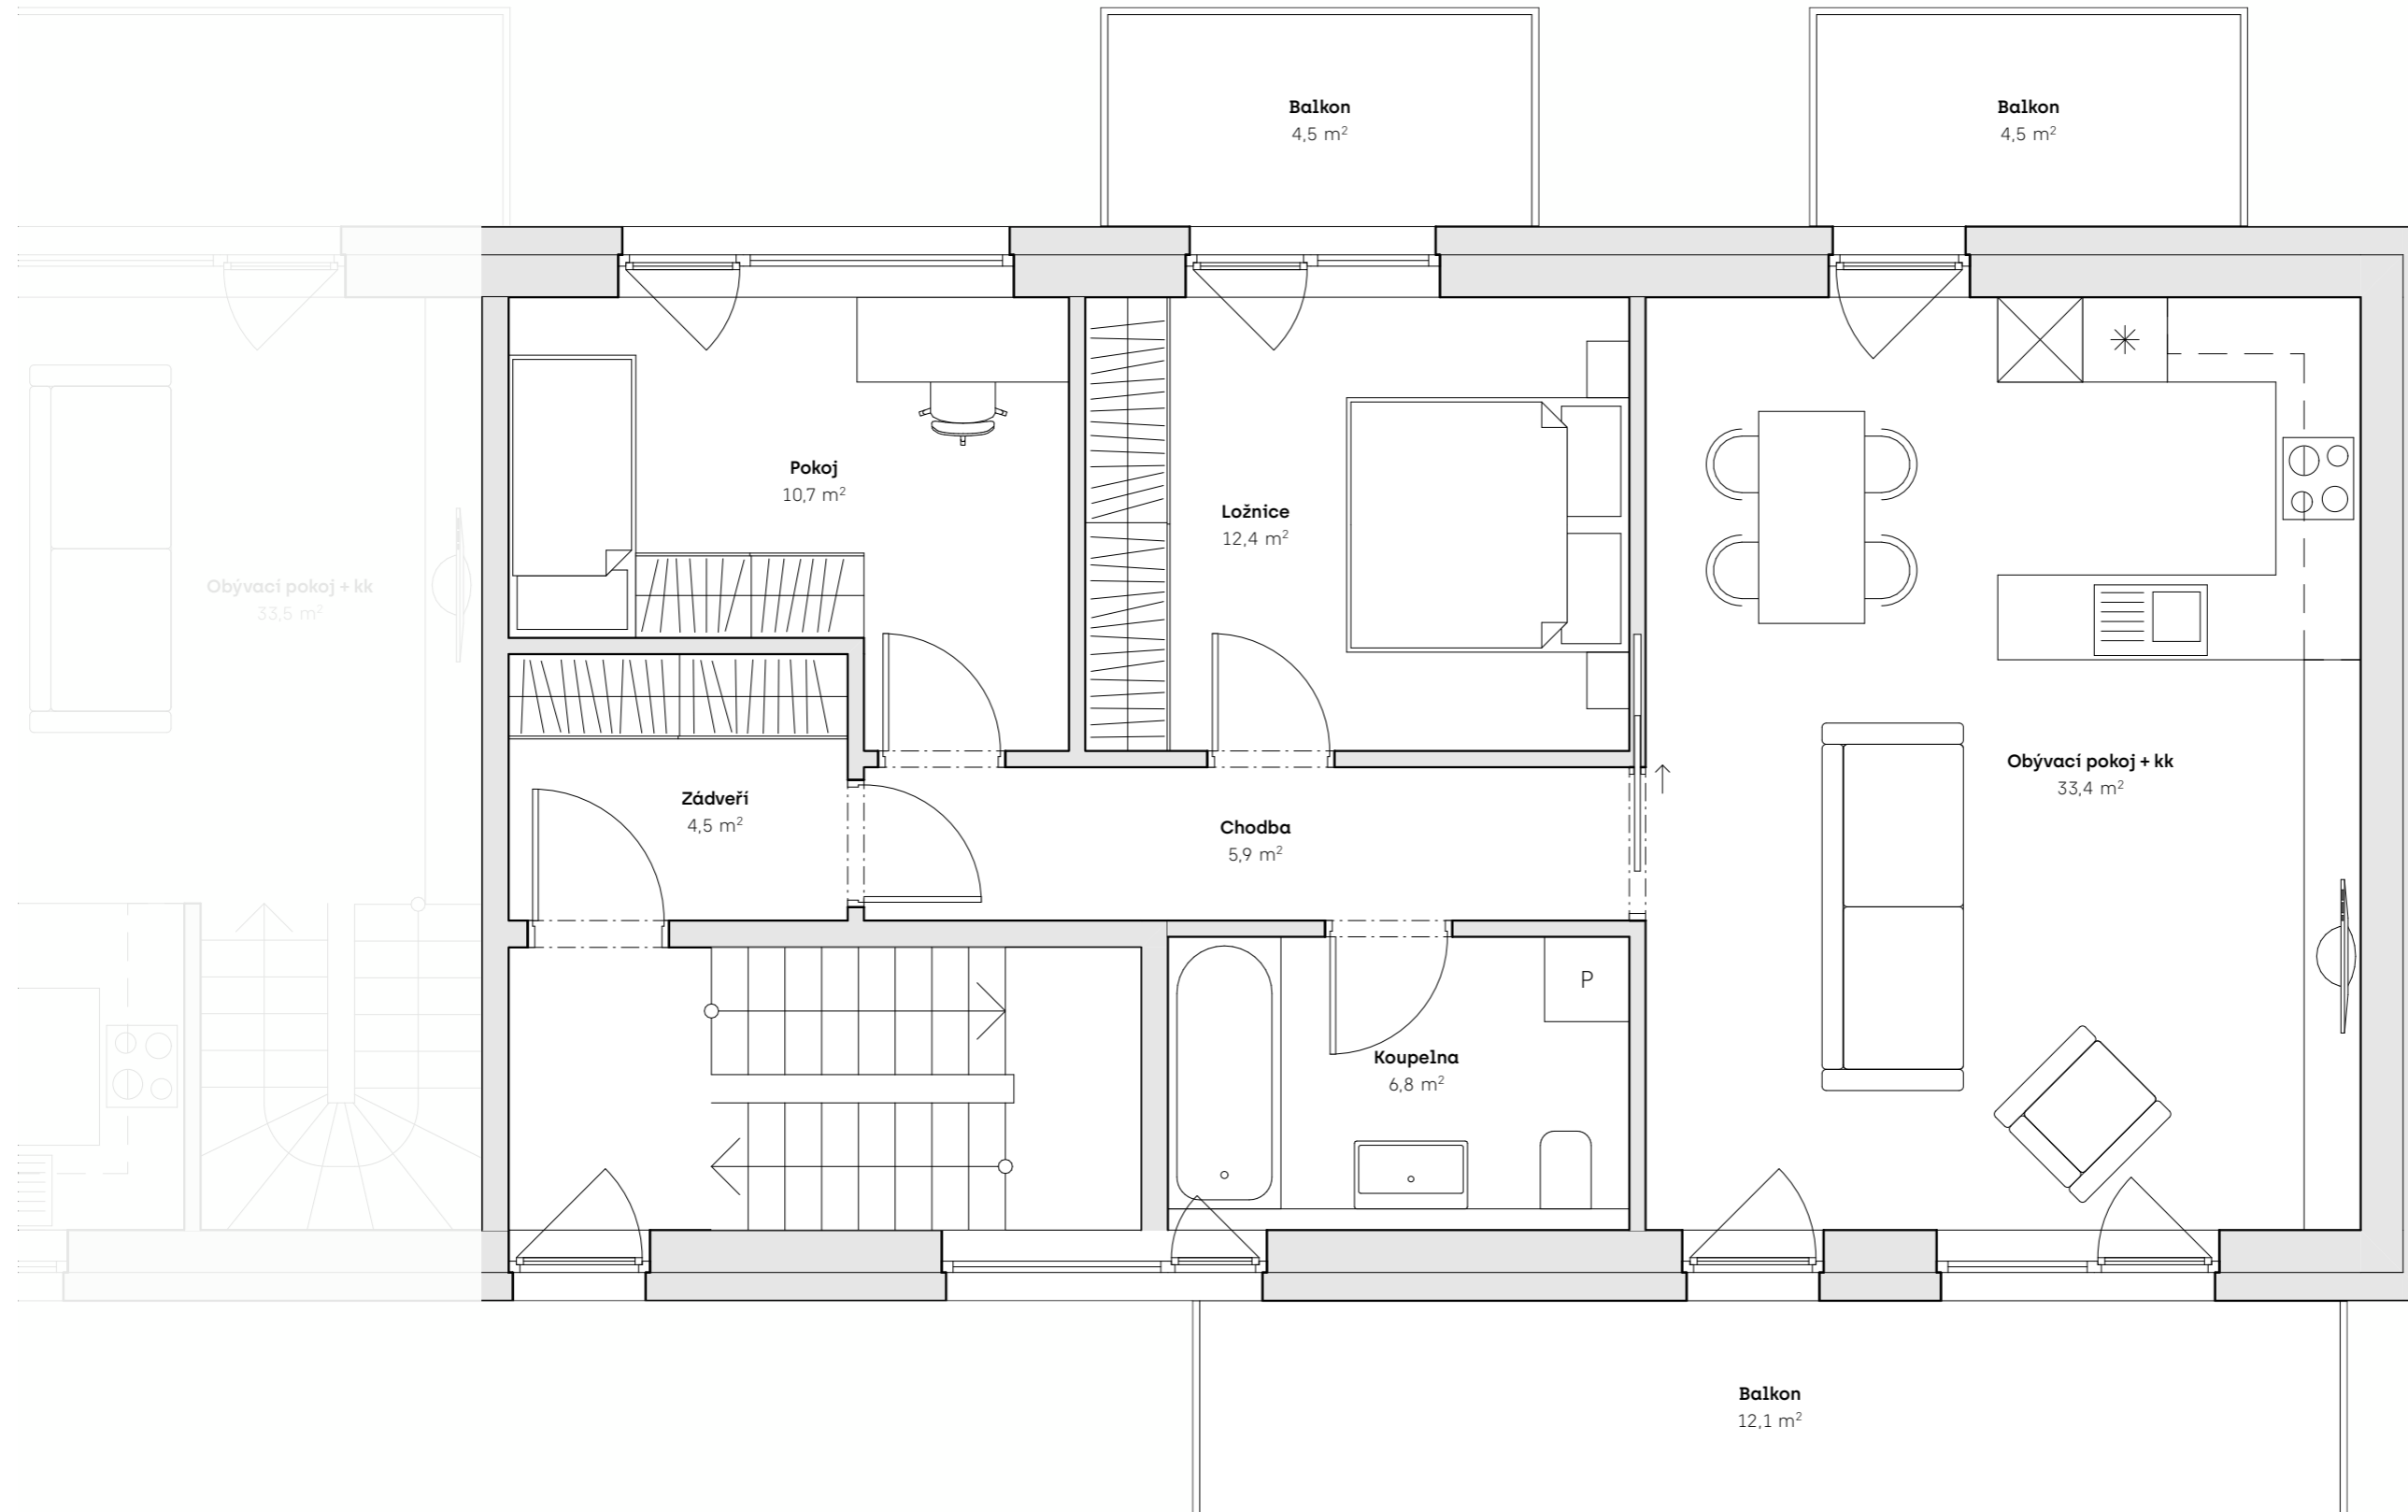 Balkon
4,5 m²
Balkon
4,5 m²
Pokoj
10,7 m²
Ložnice
12,4 m²
Obývací pokoj + kk
33,5 m²
Obývací pokoj + kk
33,4 m²
Zádveří
4,5 m²
Chodba
5,9 m²
P
Koupelna
6,8 m²
Balkon
12,1 m²